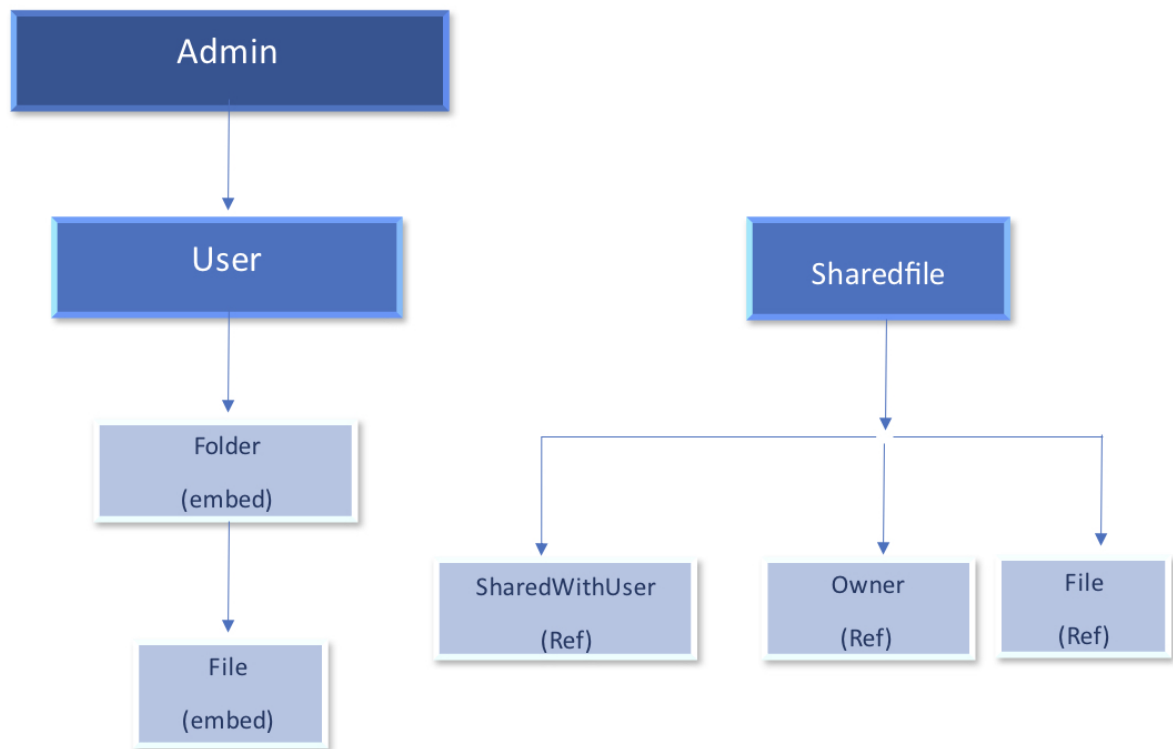 Admin
User
Sharedfile
Folder
(embed)
SharedWithUser
(Ref)
Owner
(Ref)
File
(Ref)
File
(embed)